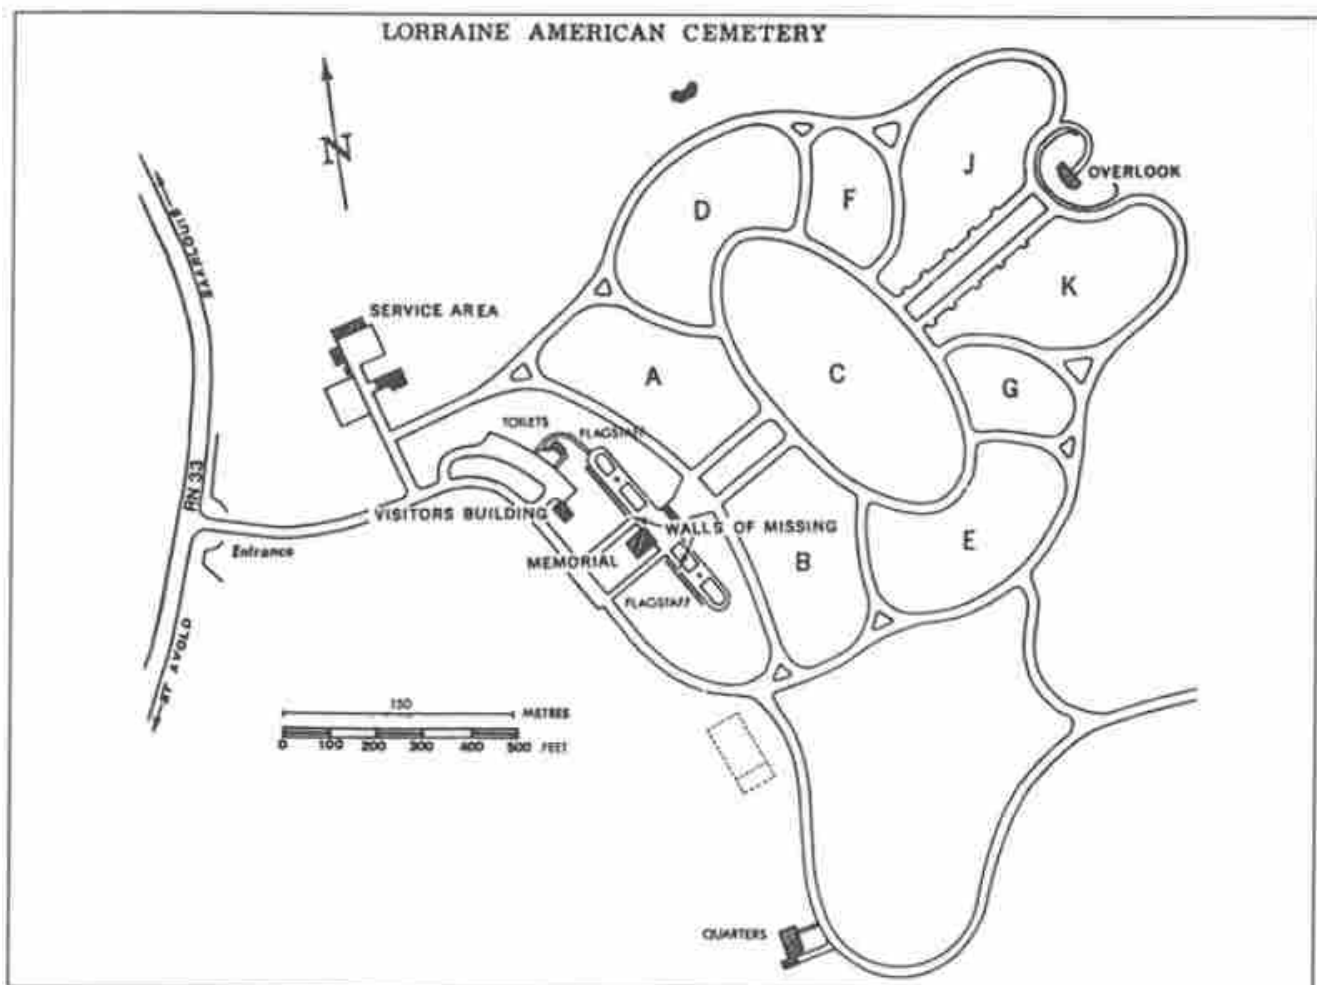 LORRAINE AMERICAN CEMETERY
N
SAARLOUIS
OVERLOOK
J
D
F
K
SERVICE AREA
A
C
G
TOILETS
FLAGSTAFF
RN 33
VISITORS BUILDING
WALLS OF MISSING
Entrance
MEMORIAL
B
E
FLAGSTAFF
ST AVOLD
150
METRES
0 100 200 300 400 500 FEET
QUARTERS